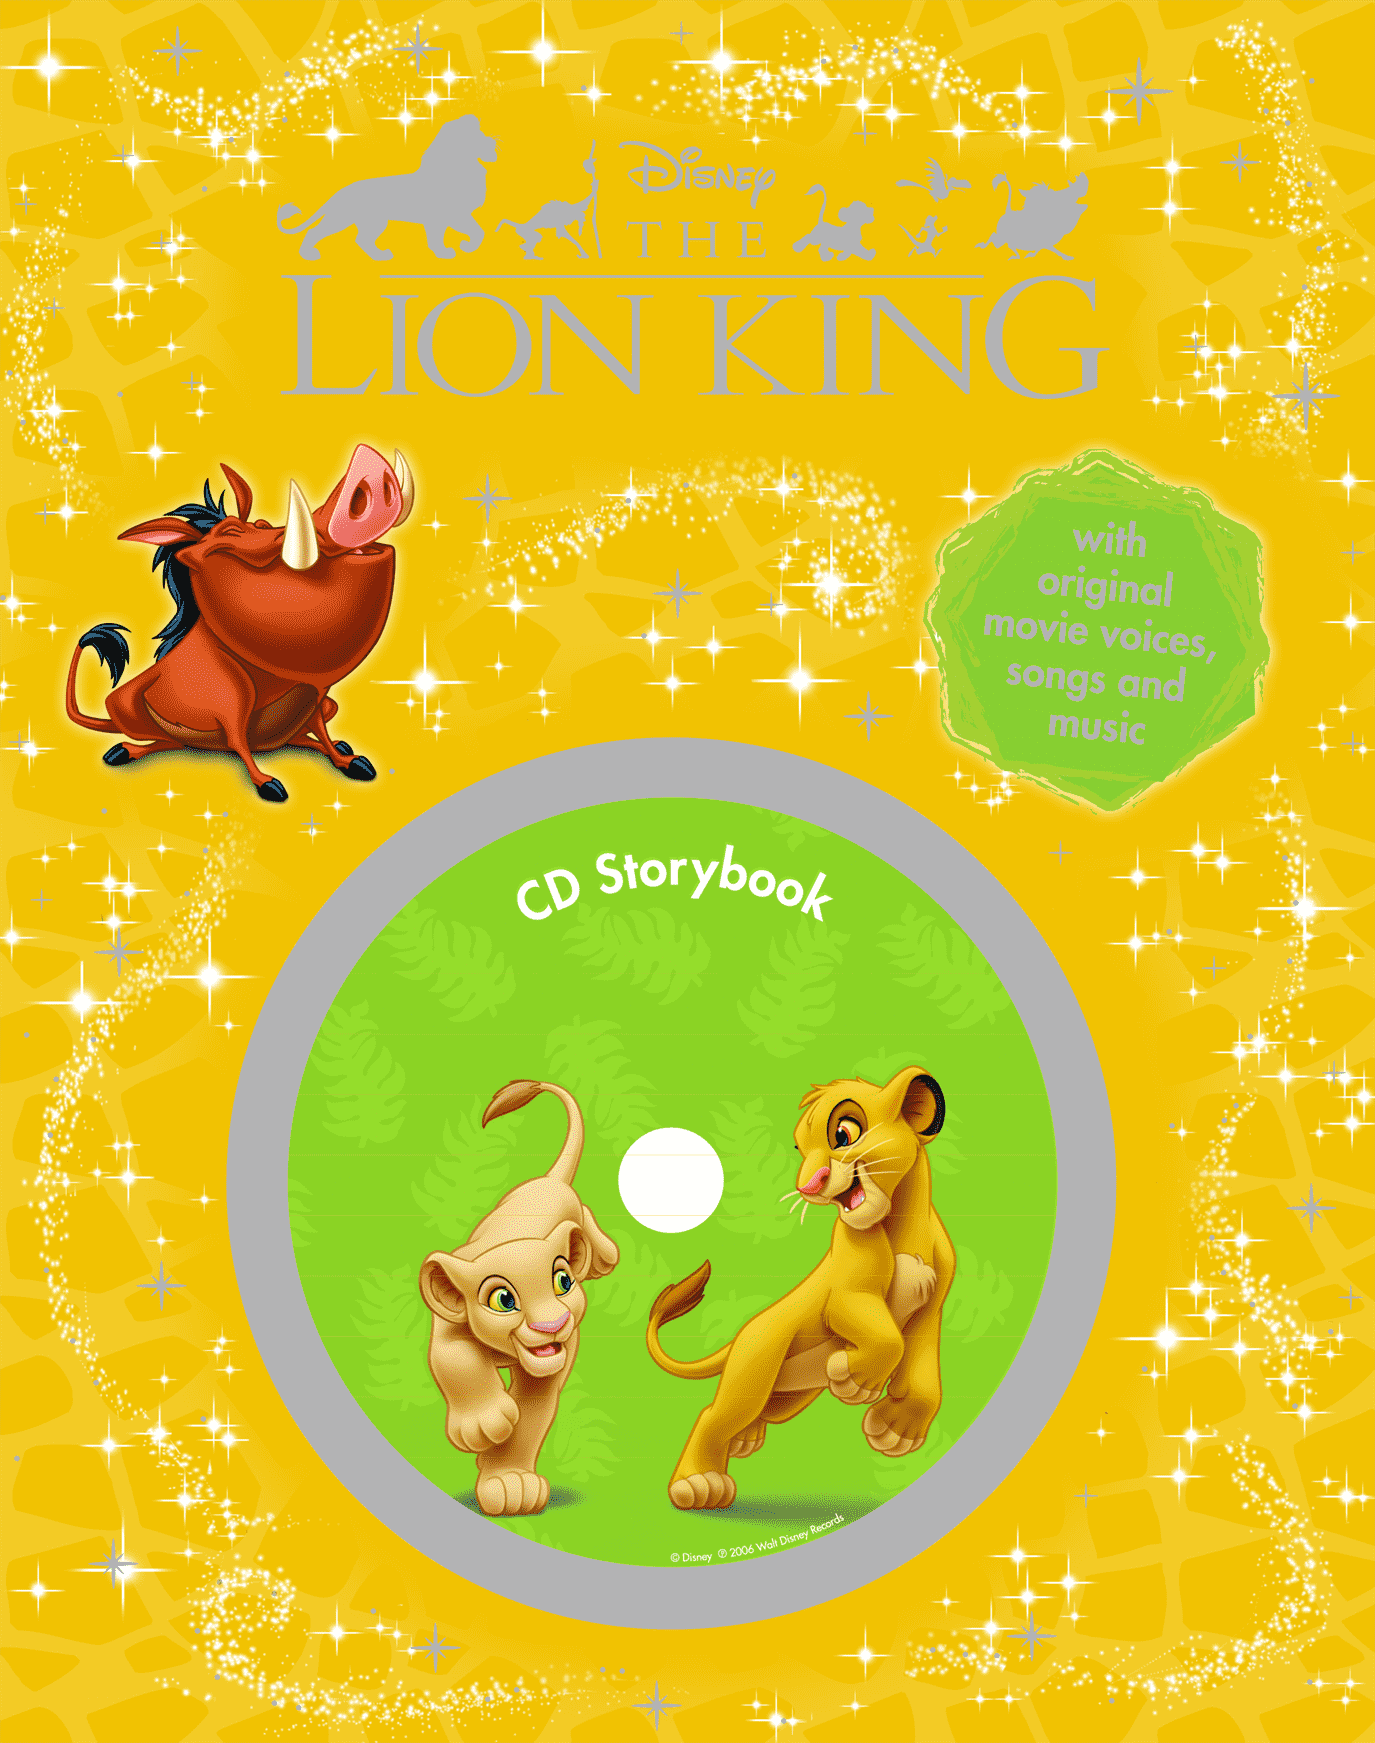 Disney
THE
LION KING
with
original
movie voices,
songs and
music
CD Storybook
© Disney ℗ 2006 Walt Disney Records